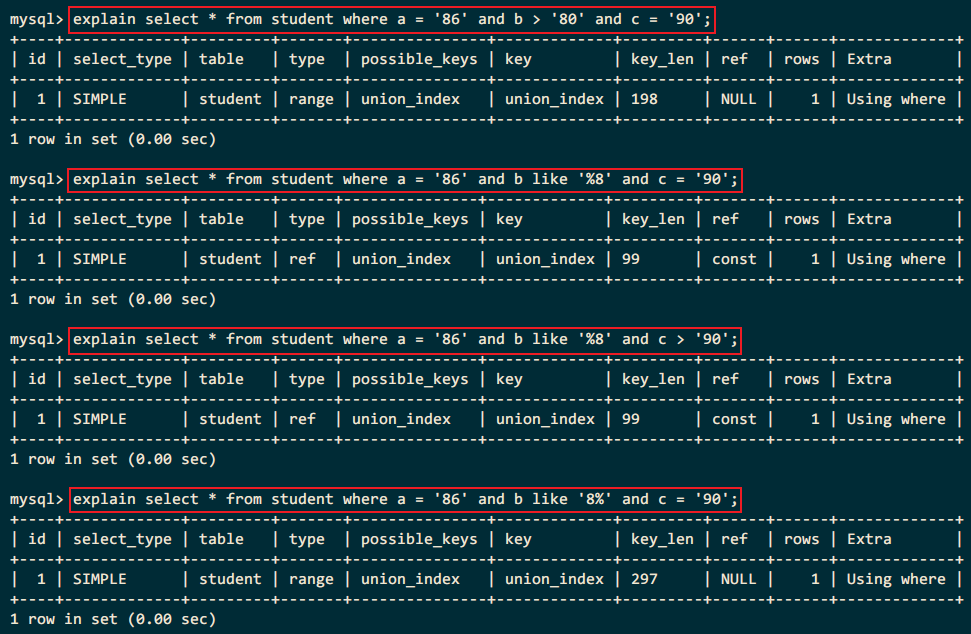 mysql> explain select * from student where a = '86' and b > '80' and c = '90';
+----+-------------+---------+-------+---------------+-------------+---------+------+------+-------------+
| id | select_type | table   | type  | possible_keys | key         | key_len | ref  | rows | Extra       |
+----+-------------+---------+-------+---------------+-------------+---------+------+------+-------------+
|  1 | SIMPLE      | student | range | union_index   | union_index | 198     | NULL |    1 | Using where |
+----+-------------+---------+-------+---------------+-------------+---------+------+------+-------------+
1 row in set (0.00 sec)
mysql> explain select * from student where a = '86' and b like '%8' and c = '90';
+----+-------------+---------+------+---------------+-------------+---------+-------+------+-------------+
| id | select_type | table   | type | possible_keys | key         | key_len | ref   | rows | Extra       |
+----+-------------+---------+------+---------------+-------------+---------+-------+------+-------------+
|  1 | SIMPLE      | student | ref  | union_index   | union_index | 99      | const |    1 | Using where |
+----+-------------+---------+------+---------------+-------------+---------+-------+------+-------------+
1 row in set (0.00 sec)
mysql> explain select * from student where a = '86' and b like '%8' and c > '90';
+----+-------------+---------+------+---------------+-------------+---------+-------+------+-------------+
| id | select_type | table   | type | possible_keys | key         | key_len | ref   | rows | Extra       |
+----+-------------+---------+------+---------------+-------------+---------+-------+------+-------------+
|  1 | SIMPLE      | student | ref  | union_index   | union_index | 99      | const |    1 | Using where |
+----+-------------+---------+------+---------------+-------------+---------+-------+------+-------------+
1 row in set (0.00 sec)
mysql> explain select * from student where a = '86' and b like '8%' and c = '90';
+----+-------------+---------+-------+---------------+-------------+---------+------+------+-------------+
| id | select_type | table   | type  | possible_keys | key         | key_len | ref  | rows | Extra       |
+----+-------------+---------+-------+---------------+-------------+---------+------+------+-------------+
|  1 | SIMPLE      | student | range | union_index   | union_index | 297     | NULL |    1 | Using where |
+----+-------------+---------+-------+---------------+-------------+---------+------+------+-------------+
1 row in set (0.00 sec)